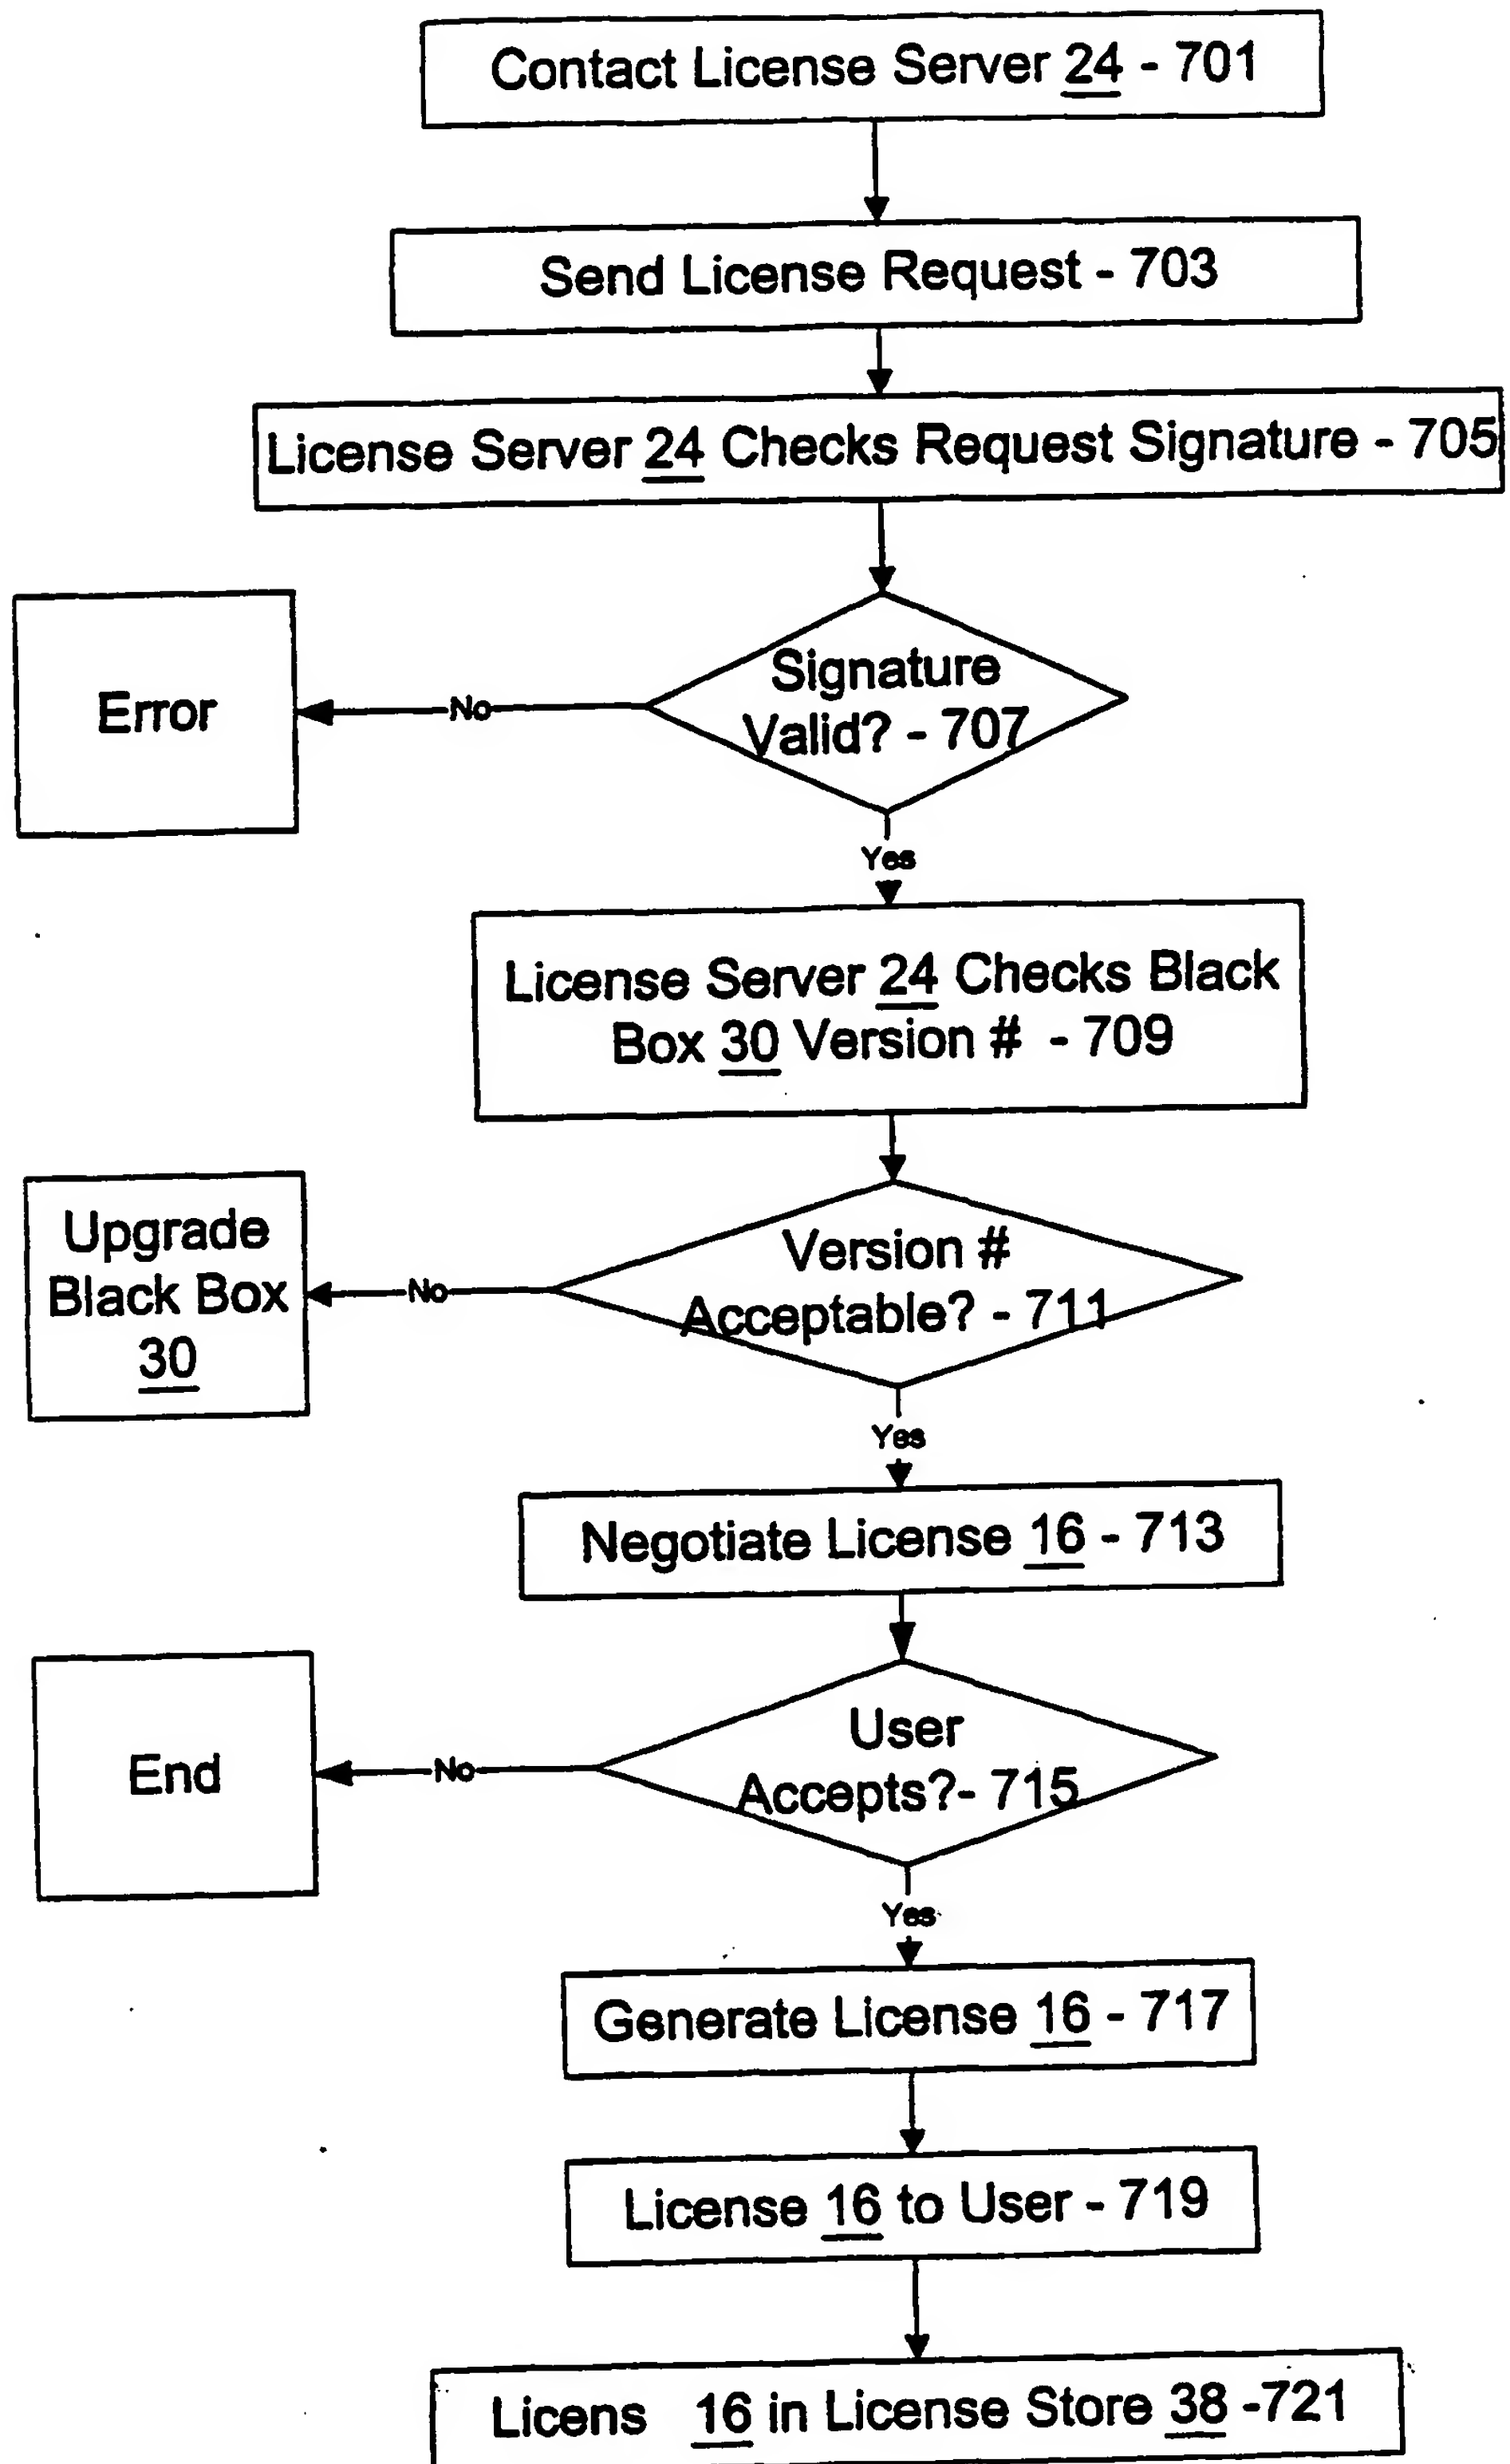 Contact License Server 24 - 701
Send License Request - 703
License Server 24 Checks Request Signature - 705
Signature
Valid? - 707
No
Error
Yes
License Server 24 Checks Black
Box 30 Version # - 709
Version #
Acceptable? - 711
No
Upgrade
Black Box
30
Yes
Negotiate License 16 - 713
User
Accepts?- 715
No
End
Yes
Generate License 16 - 717
License 16 to User - 719
Licens 16 in License Store 38 -721